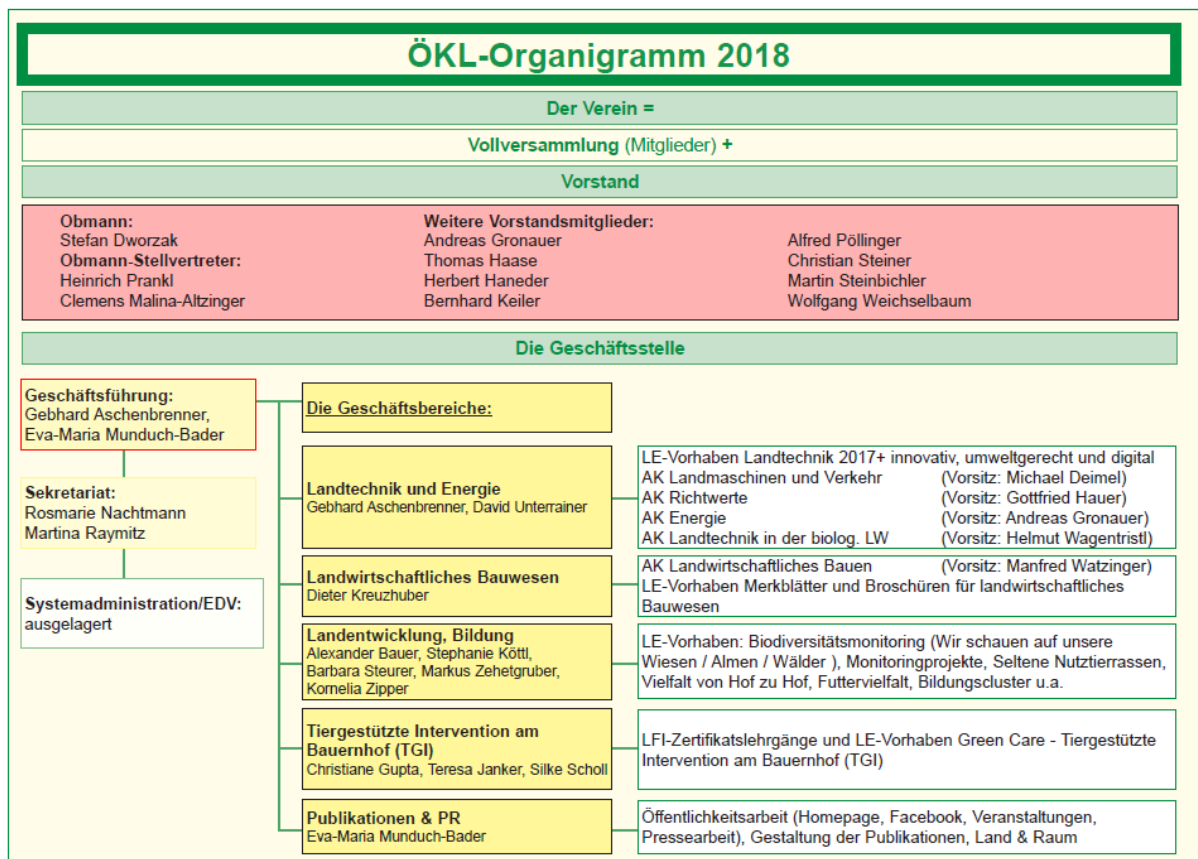 ÖKL-Organigramm 2018
Der Verein =
Vollversammlung (Mitglieder) +
Vorstand
Obmann:
Stefan Dworzak
Obmann-Stellvertreter:
Heinrich Prankl
Clemens Malina-Altzinger
Weitere Vorstandsmitglieder:
Andreas Gronauer
Thomas Haase
Herbert Haneder
Bernhard Keiler
Alfred Pöllinger
Christian Steiner
Martin Steinbichler
Wolfgang Weichselbaum
Die Geschäftsstelle
Geschäftsführung:
Gebhard Aschenbrenner,
Eva-Maria Munduch-Bader
Sekretariat:
Rosmarie Nachtmann
Martina Raymitz
Systemadministration/EDV:
ausgelagert
Die Geschäftsbereiche:
Landtechnik und Energie
Gebhard Aschenbrenner, David Unterrainer
LE-Vorhaben Landtechnik 2017+ innovativ, umweltgerecht und digital
AK Landmaschinen und Verkehr (Vorsitz: Michael Deimel)
AK Richtwerte (Vorsitz: Gottfried Hauer)
AK Energie (Vorsitz: Andreas Gronauer)
AK Landtechnik in der biolog. LW (Vorsitz: Helmut Wagentristl)
Landwirtschaftliches Bauwesen
Dieter Kreuzhuber
AK Landwirtschaftliches Bauen (Vorsitz: Manfred Watzinger)
LE-Vorhaben Merkblätter und Broschüren für landwirtschaftliches
Bauwesen
Landentwicklung, Bildung
Alexander Bauer, Stephanie Köttl,
Barbara Steurer, Markus Zehetgruber,
Kornelia Zipper
LE-Vorhaben: Biodiversitätsmonitoring (Wir schauen auf unsere
Wiesen / Almen / Wälder ), Monitoringprojekte, Seltene Nutztierrassen,
Vielfalt von Hof zu Hof, Futtervielfalt, Bildungscluster u.a.
Tiergestützte Intervention am
Bauernhof (TGI)
Christiane Gupta, Teresa Janker, Silke Scholl
LFI-Zertifikatslehrgänge und LE-Vorhaben Green Care - Tiergestützte
Intervention am Bauernhof (TGI)
Publikationen & PR
Eva-Maria Munduch-Bader
Öffentlichkeitsarbeit (Homepage, Facebook, Veranstaltungen,
Pressearbeit), Gestaltung der Publikationen, Land & Raum